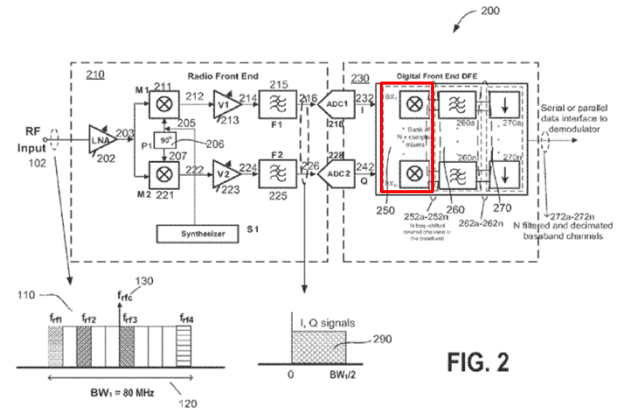 200
210
Radio Front End
230
Digital Front End DFE
RF
Input
102
LNA
202
203
M1
211
205
P1
90°
206
207
M2
221
212
V1
213
214
215
F1
216
ADC1
218
232
I
222
V2
223
224
F2
225
226
228
ADC2
242
Q
Synthesizer
S1
250
Bank of
N complex
mixers
260a
260n
270a
270n
252a-252n
N freq-shifted
desired channels in
the baseband
260
262a-262n
270
Serial or parallel
data interface to
demodulator
272a-272n
N filtered and decimated
baseband channels
110
130
frfc
frf1
frf2
frf3
frf4
BW1 = 80 MHz
120
I, Q signals
290
0
BW1/2
FIG. 2